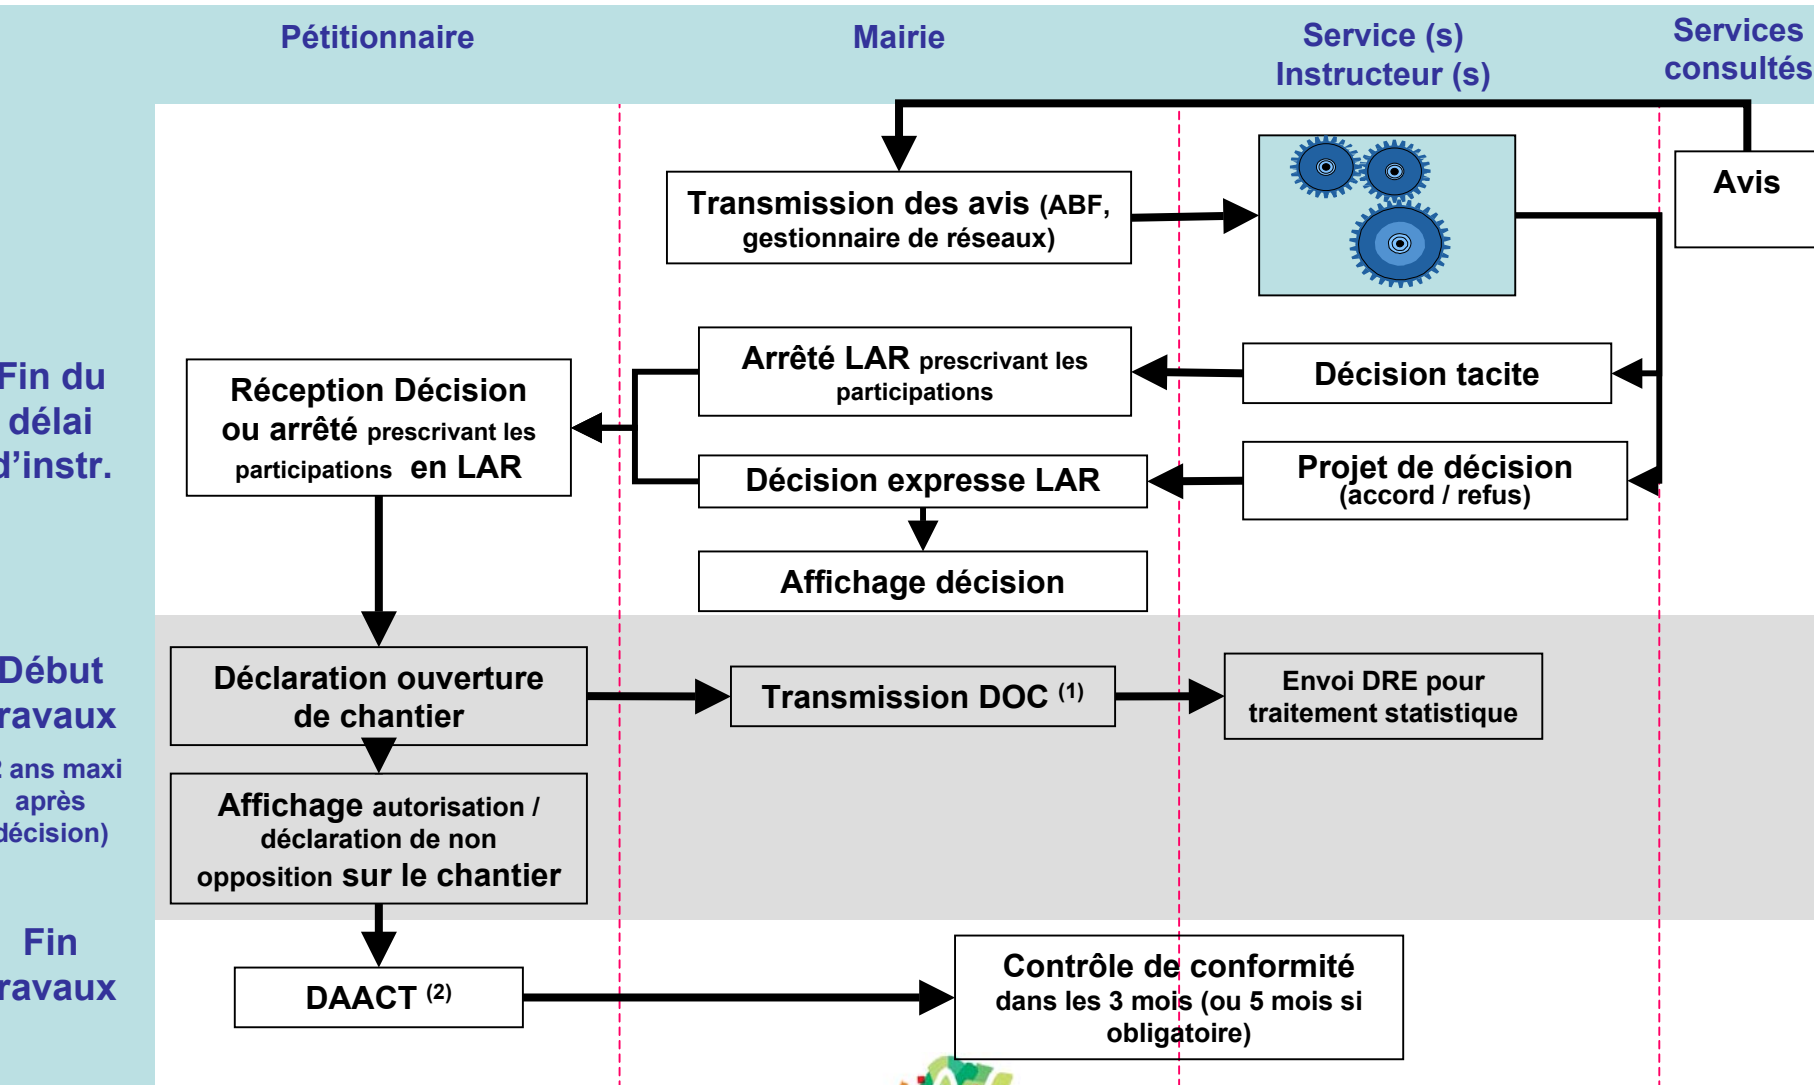 Pétitionnaire
Mairie
Service (s)
Instructeur (s)
Services
consultés
Transmission des avis (ABF,
gestionnaire de réseaux)
Avis
Fin du
délai
d'instr.
Réception Décision
ou arrêté prescrivant les
participations en LAR
Arrêté LAR prescrivant les
participations
Décision tacite
Décision expresse LAR
Projet de décision
(accord / refus)
Affichage décision
Début
ravaux
2 ans maxi
après
décision)
Déclaration ouverture
de chantier
Transmission DOC (1)
Envoi DRE pour
traitement statistique
Affichage autorisation /
déclaration de non
opposition sur le chantier
Fin
ravaux
DAACT (2)
Contrôle de conformité
dans les 3 mois (ou 5 mois si
obligatoire)